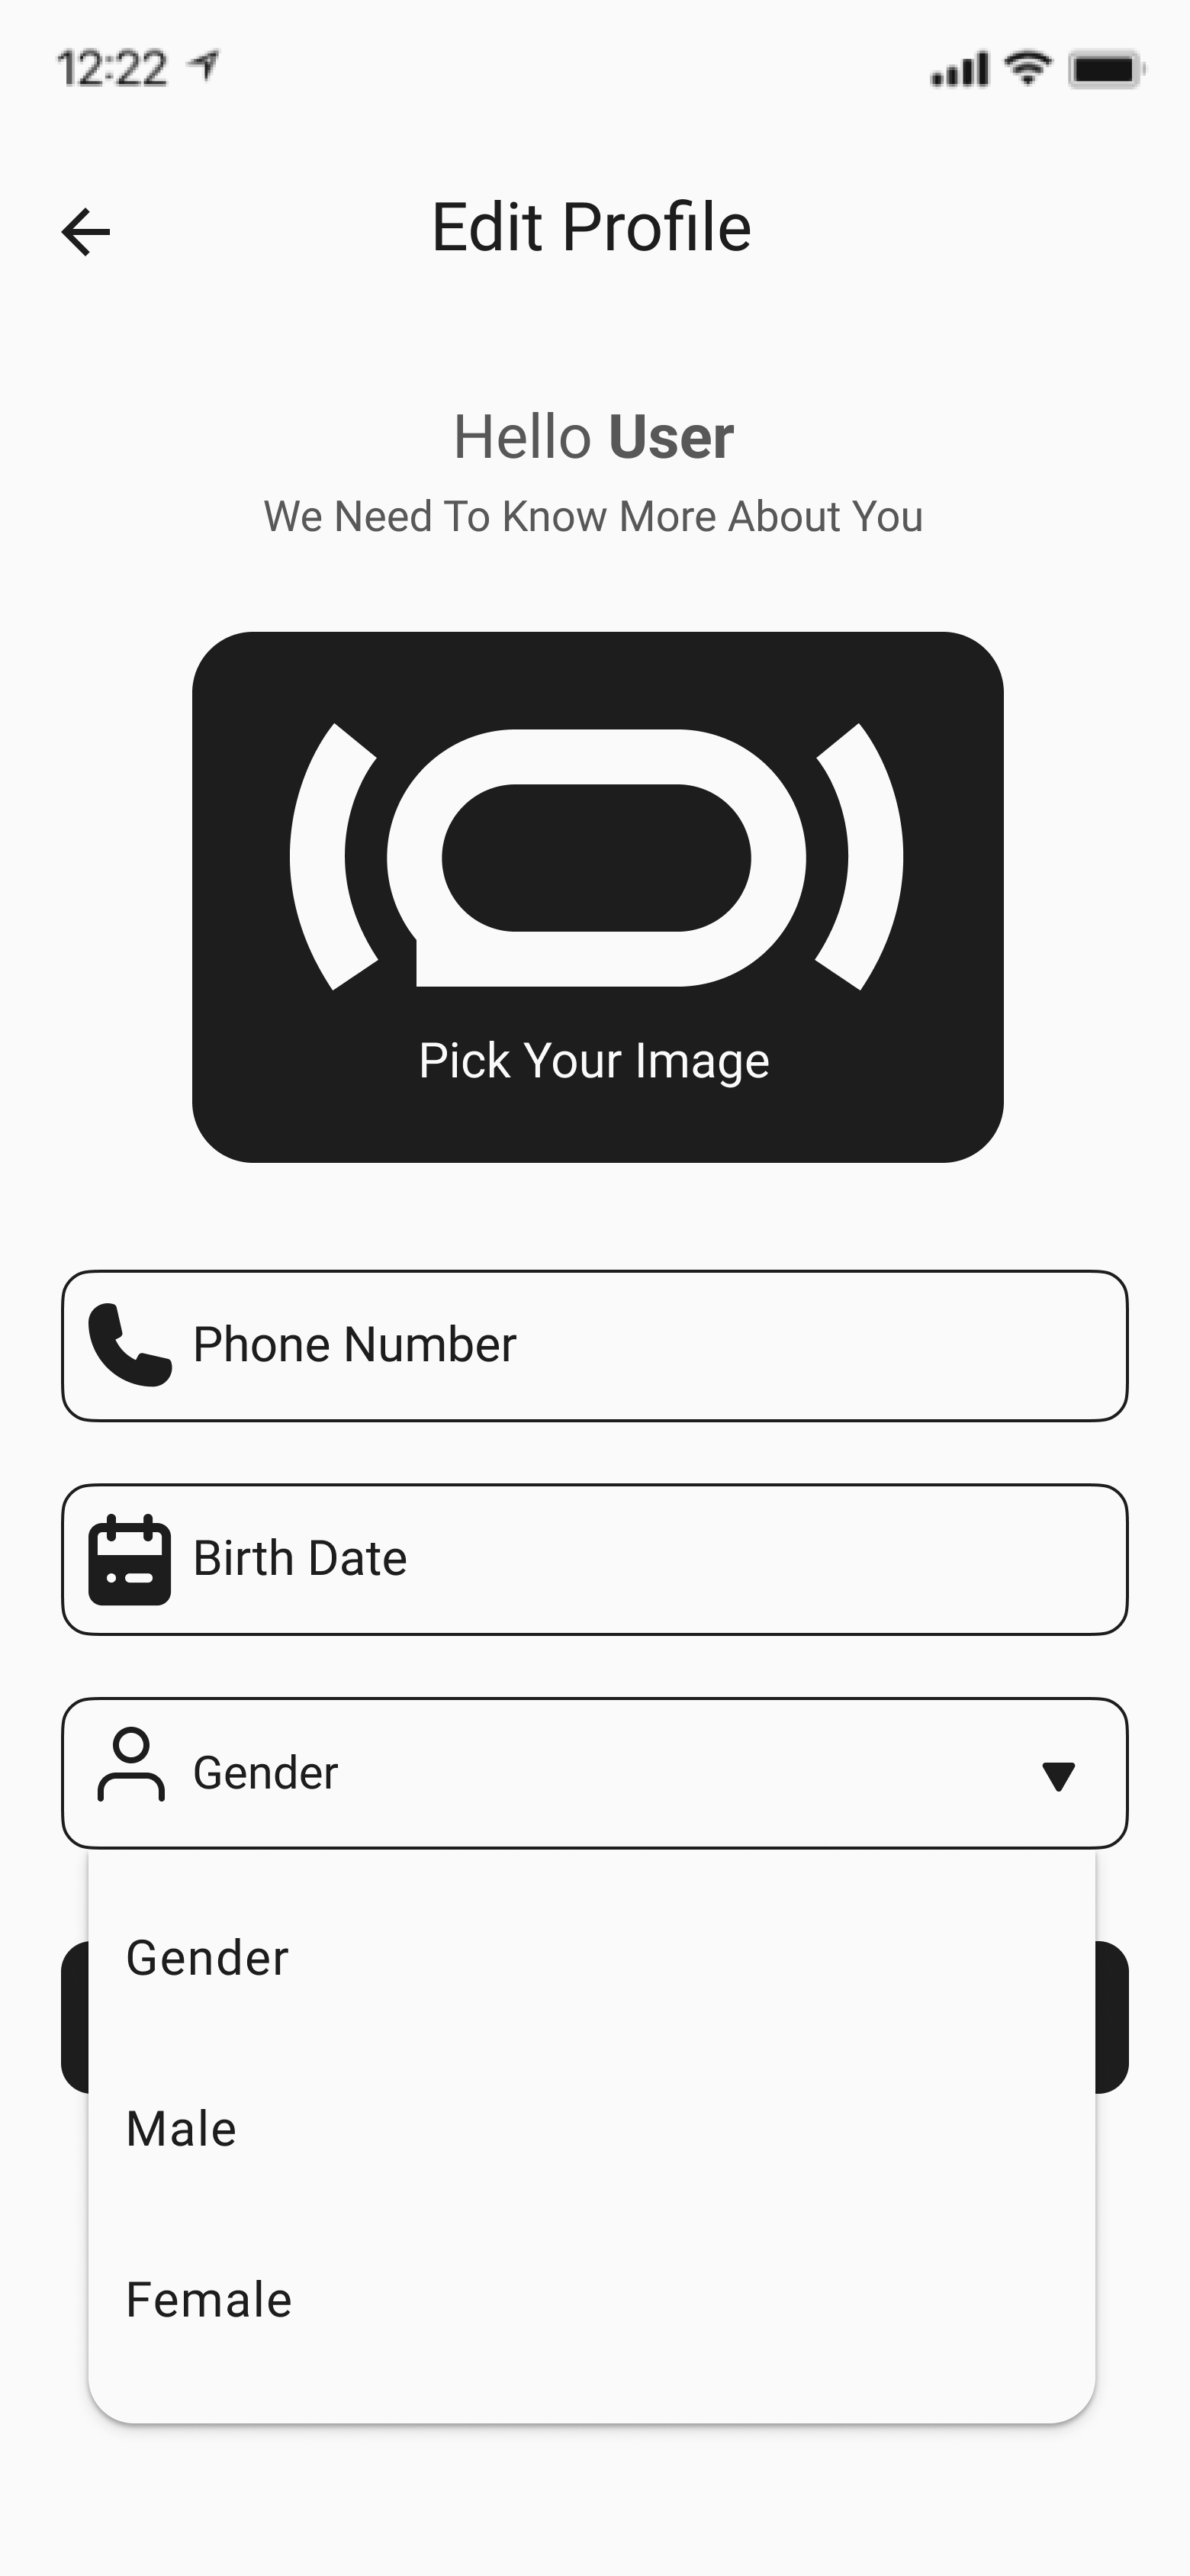 12:22
Edit Profile
Hello User
We Need To Know More About You
Pick Your Image
Phone Number
Birth Date
Gender
Gender
Male
Female